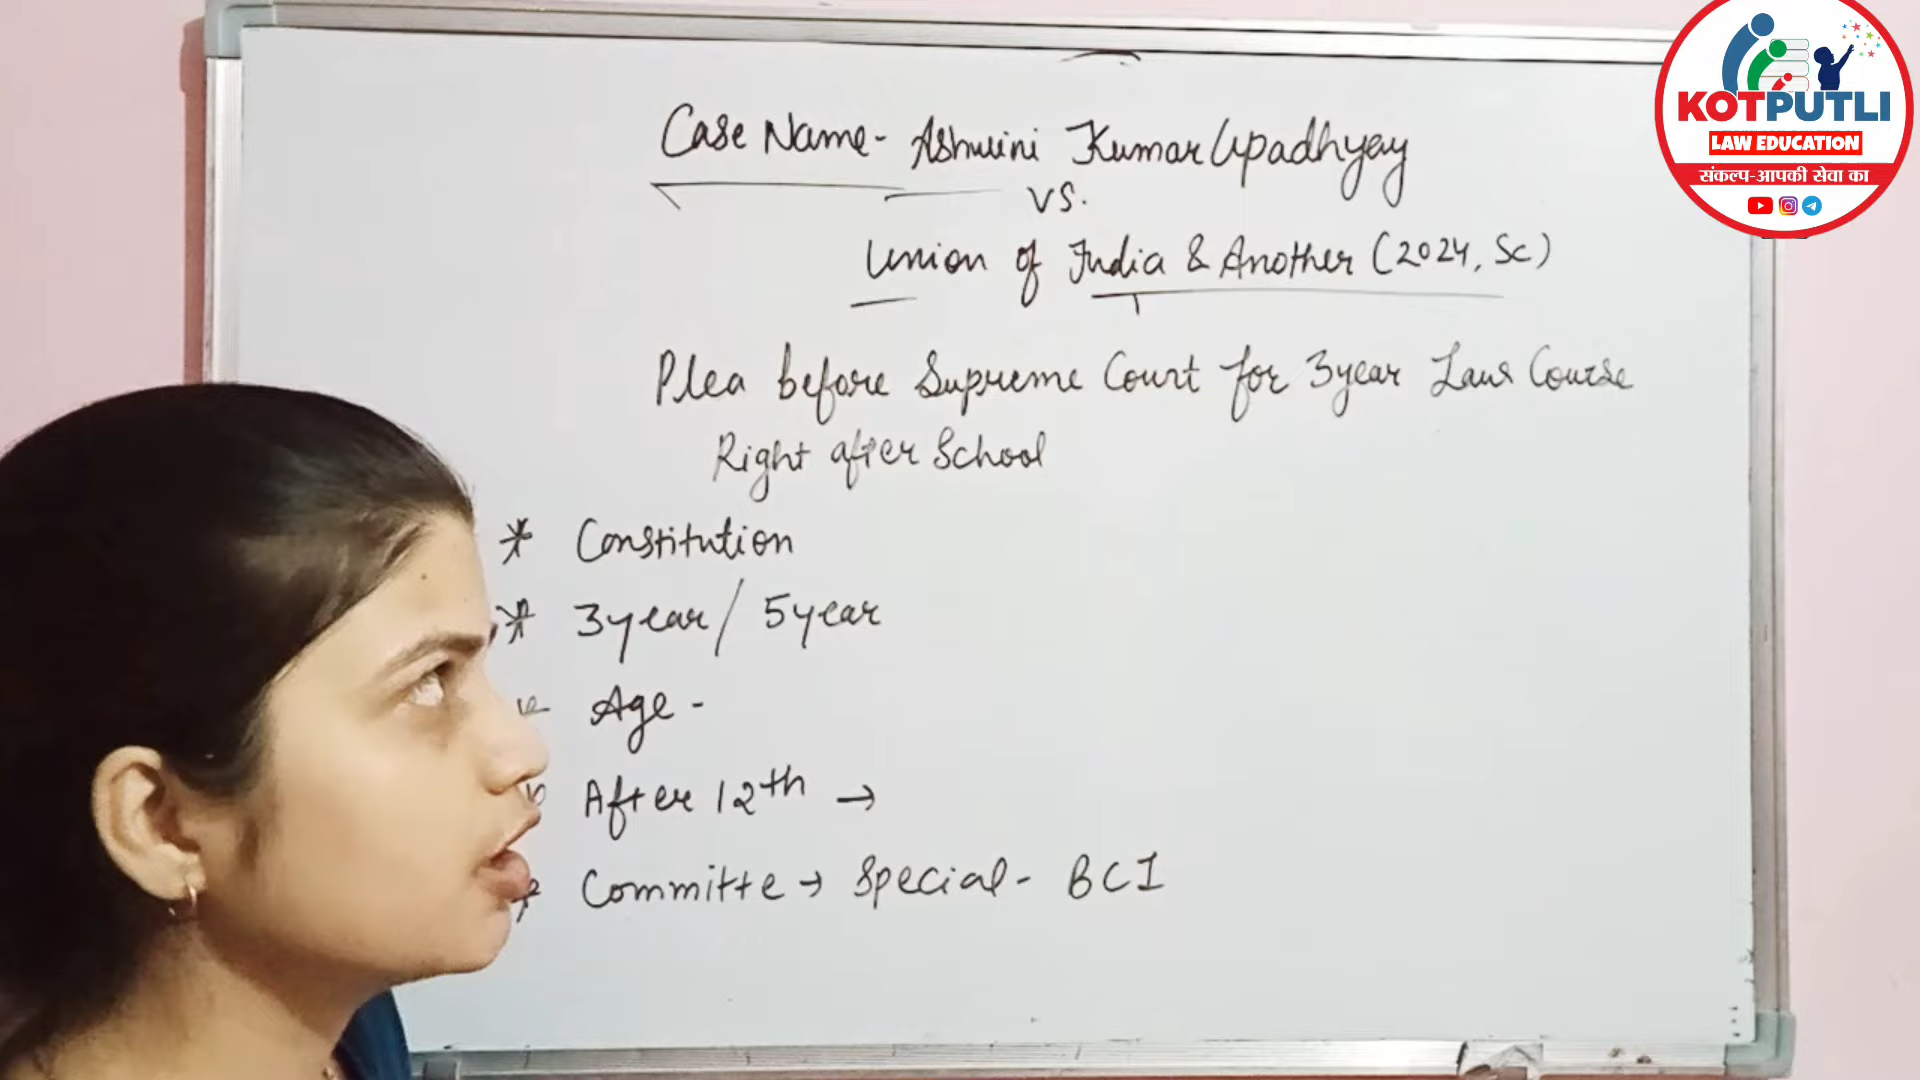 Case Name- Ashwini Kumar Upadhyay
vs.
Union of India & Another (2024, SC)
Plea before Supreme Court for 3year Law Course
Right after School
* Constitution
* 3year/5year
* Age -
* After 12th →
* Committe → Special - BCI
KOTPUTLI
LAW EDUCATION
संकल्प-आपकी सेवा का